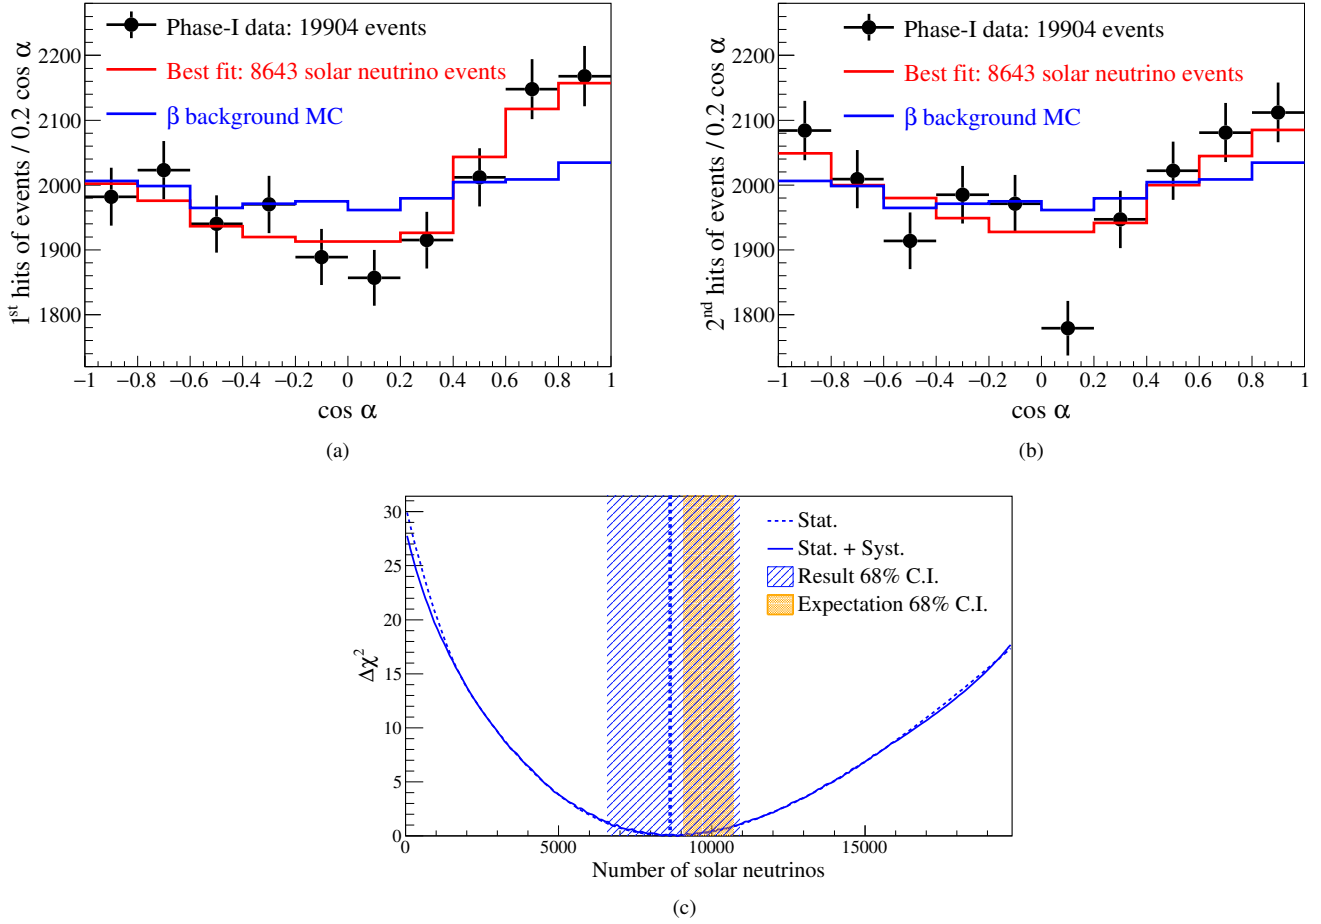 1st hits of events / 0.2 cos α
2200
2100
2000
1900
1800
Phase-I data: 19904 events
Best fit: 8643 solar neutrino events
β background MC
−1 −0.8 −0.6 −0.4 −0.2 0 0.2 0.4 0.6 0.8 1
cos α
(a)
2nd hits of events / 0.2 cos α
2200
2100
2000
1900
1800
Phase-I data: 19904 events
Best fit: 8643 solar neutrino events
β background MC
−1 −0.8 −0.6 −0.4 −0.2 0 0.2 0.4 0.6 0.8 1
cos α
(b)
Δχ2
30
25
20
15
10
5
0
Stat.
Stat. + Syst.
Result 68% C.I.
Expectation 68% C.I.
0 5000 10000 15000
Number of solar neutrinos
(c)